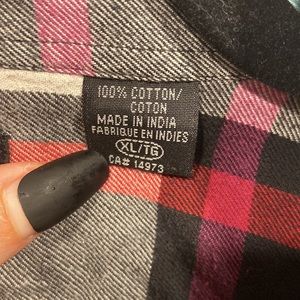 100% COTTON/
COTON
MADE IN INDIA
FABRIQUE EN INDIES
XL/TG
CA# 14973